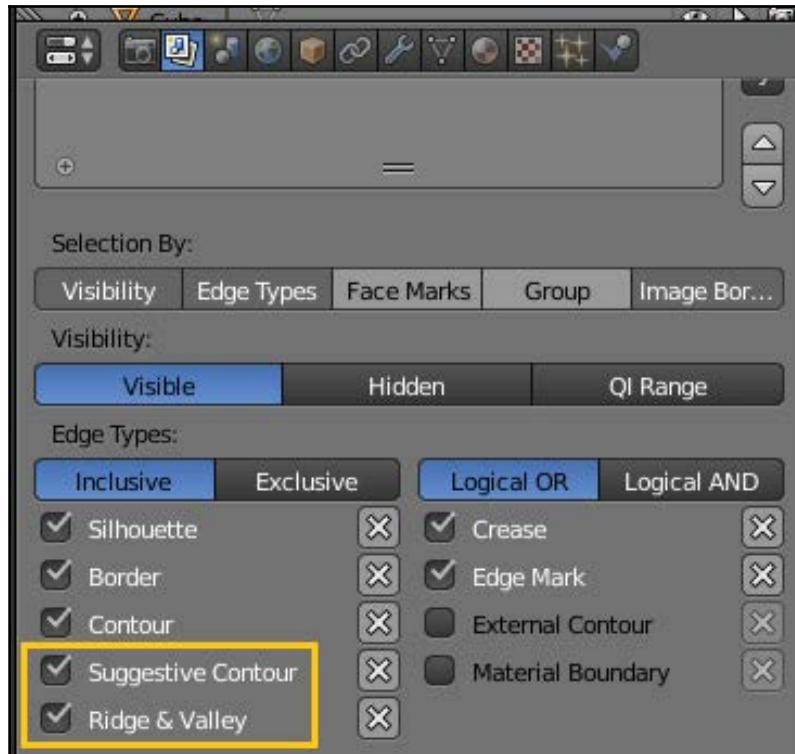 Selection By:
Visibility Edge Types Face Marks Group Image Bor...
Visibility:
Visible Hidden QI Range
Edge Types:
Inclusive Exclusive Logical OR Logical AND
Silhouette Crease
Border Edge Mark
Contour External Contour
Suggestive Contour Material Boundary
Ridge & Valley